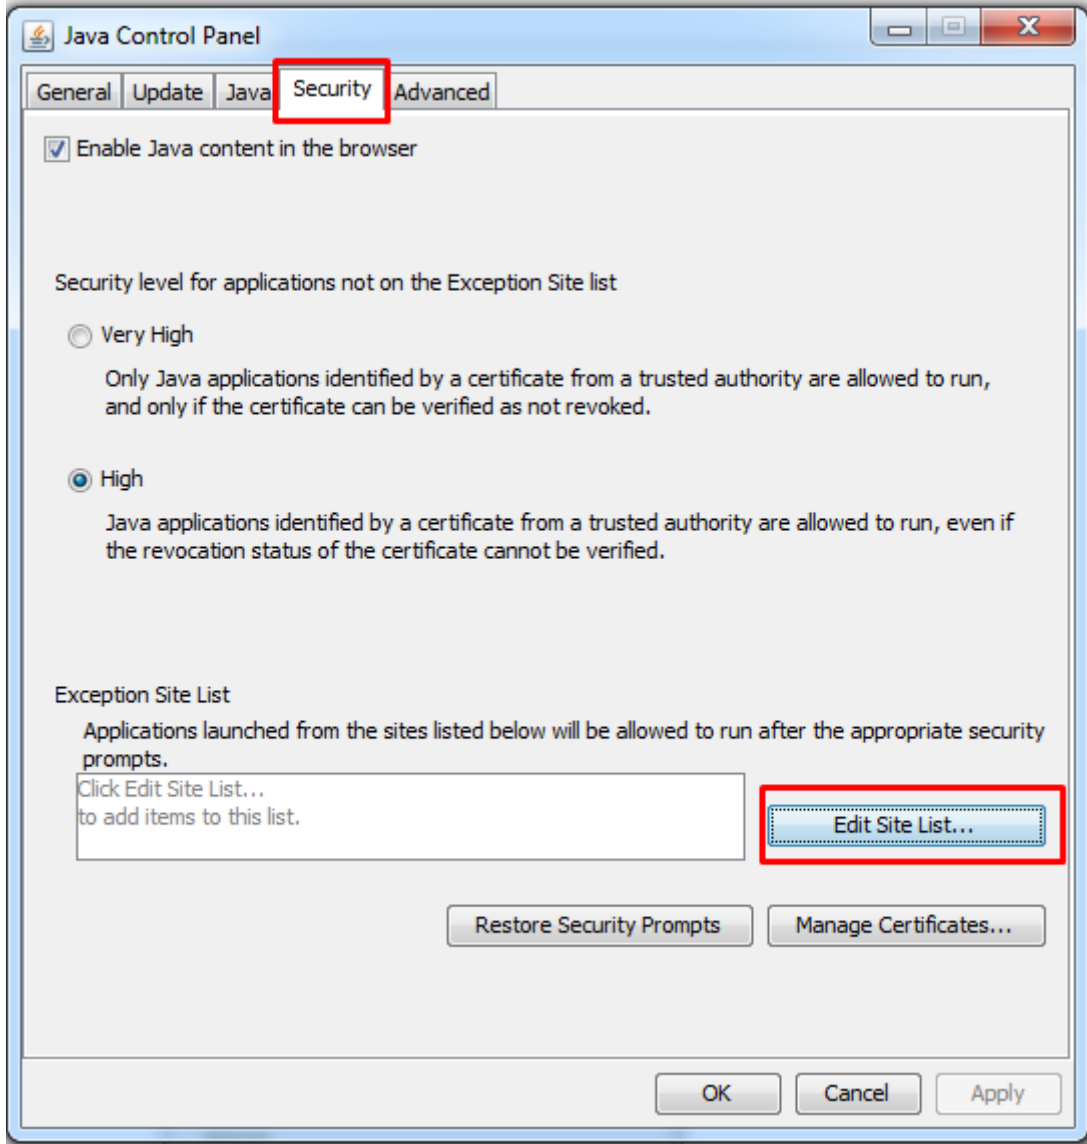 Java Control Panel
General Update Java Security Advanced
Enable Java content in the browser
Security level for applications not on the Exception Site list
Very High
Only Java applications identified by a certificate from a trusted authority are allowed to run,
and only if the certificate can be verified as not revoked.
High
Java applications identified by a certificate from a trusted authority are allowed to run, even if
the revocation status of the certificate cannot be verified.
Exception Site List
Applications launched from the sites listed below will be allowed to run after the appropriate security
prompts.
Click Edit Site List...
to add items to this list.
Edit Site List...
Restore Security Prompts Manage Certificates...
OK Cancel Apply